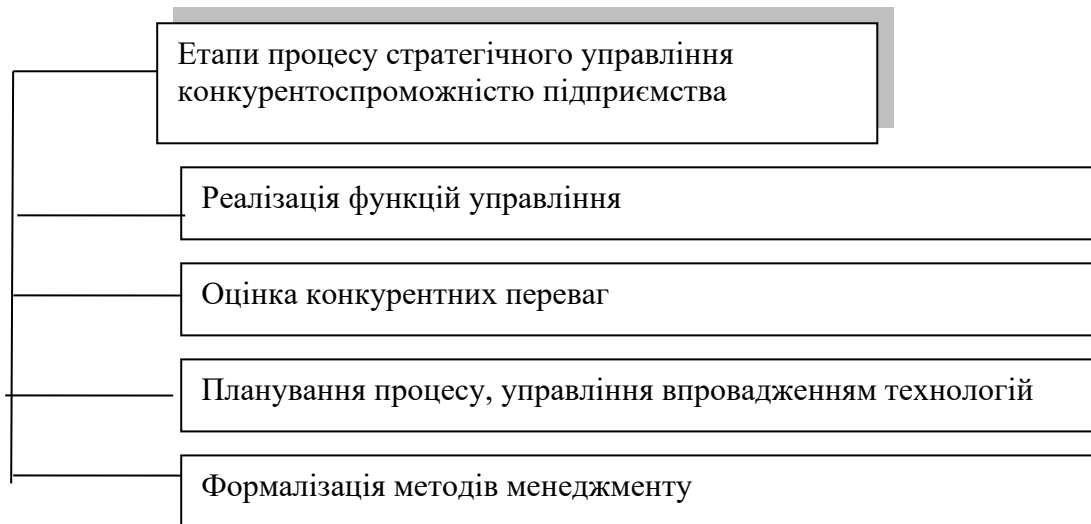 Етапи процесу стратегічного управління
конкурентоспроможністю підприємства
Реалізація функцій управління
Оцінка конкурентних переваг
Планування процесу, управління впровадженням технологій
Формалізація методів менеджменту